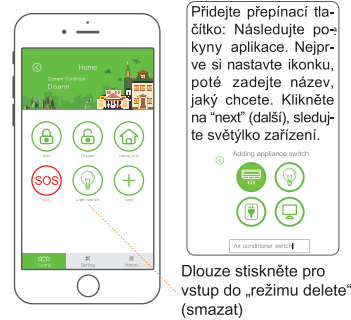 Home
Current Condition
Disarm
Arm
Disarm
Home Arm
SOS
SOS
Light switch
Add
Control
Setting
History
Přidejte přepínací tla-
čítko: Následujte po-
kyny aplikace. Nejpr-
ve si nastavte ikonku,
poté zadejte název,
jaký chcete. Klikněte
na “next” (další), sleduj-
te světýlko zařízení.
Adding appliance switch
Air conditioner switch
Dlouze stiskněte pro
vstup do „režimu delete“
(smazat)